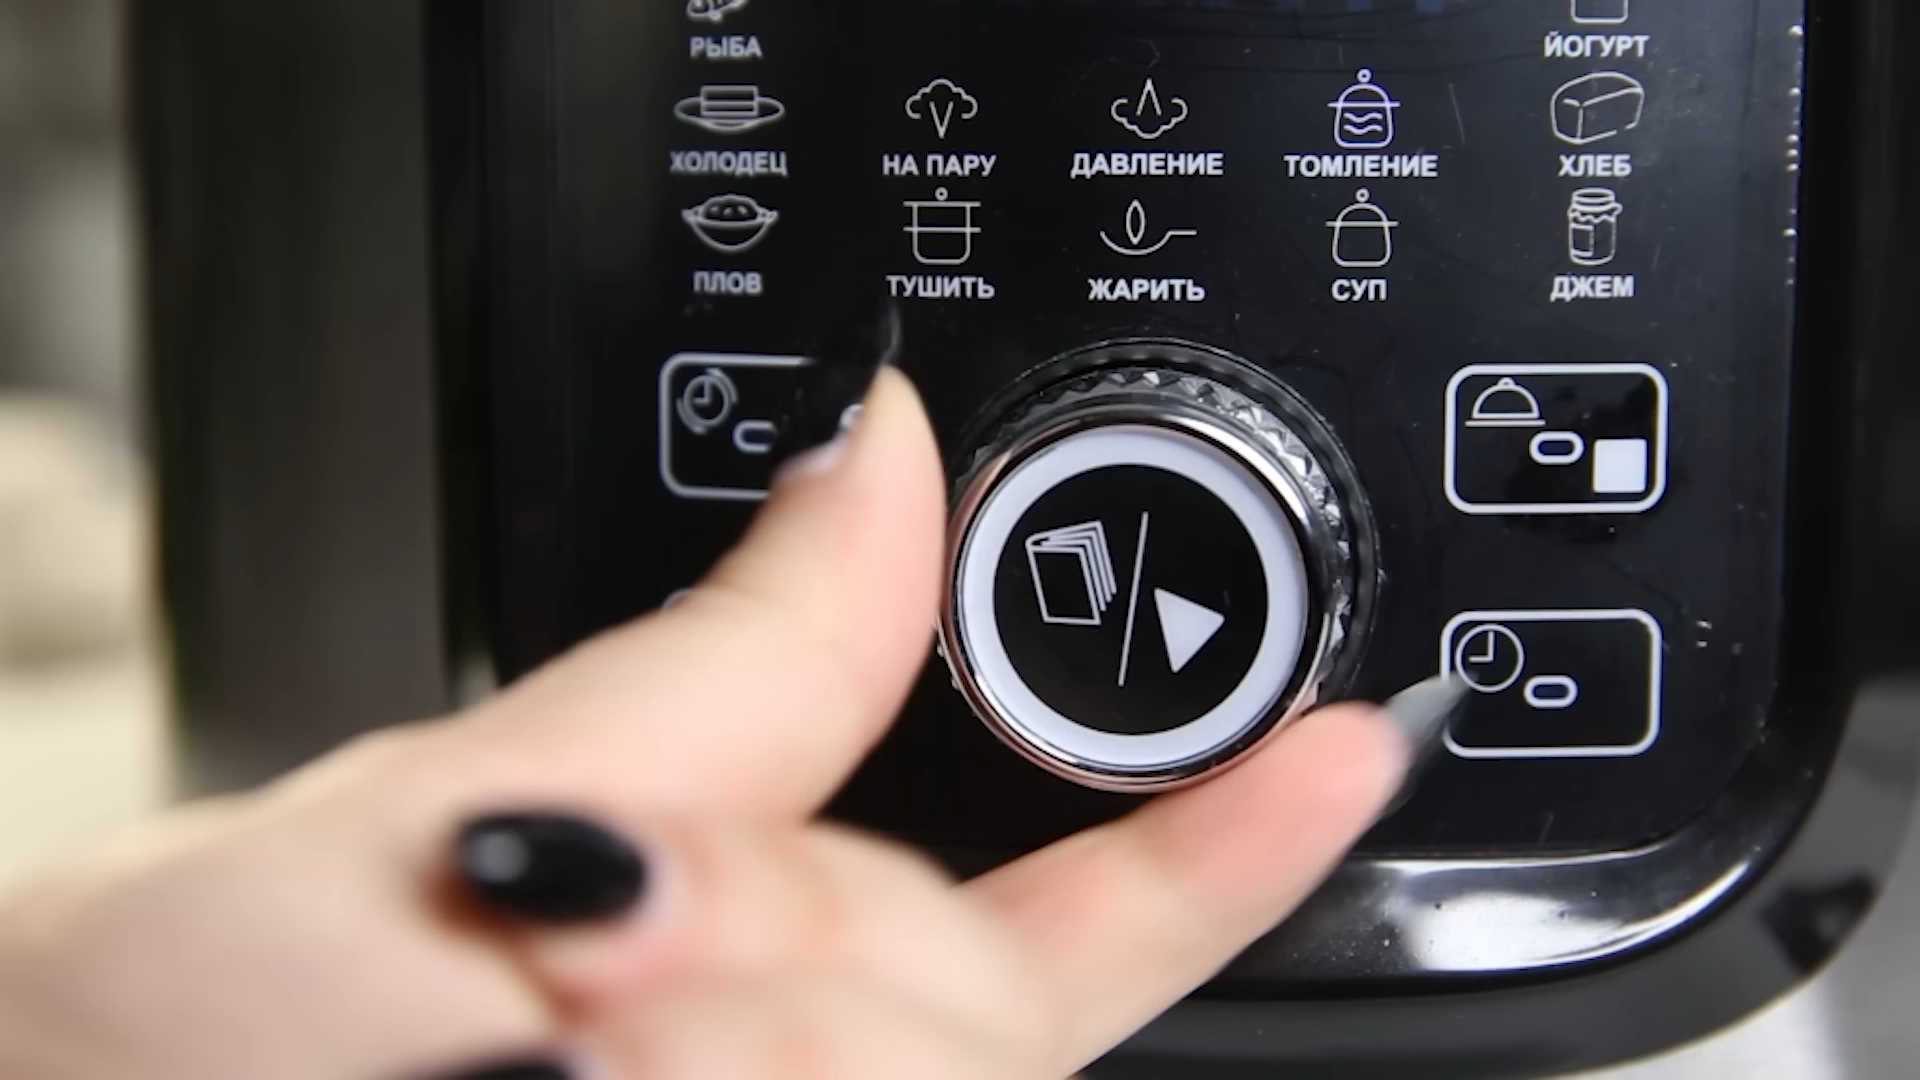 РЫБА
ЙОГУРТ
ХОЛОДЕЦ
НА ПАРУ
ДАВЛЕНИЕ
ТОМЛЕНИЕ
ХЛЕБ
ПЛОВ
ТУШИТЬ
ЖАРИТЬ
СУП
ДЖЕМ